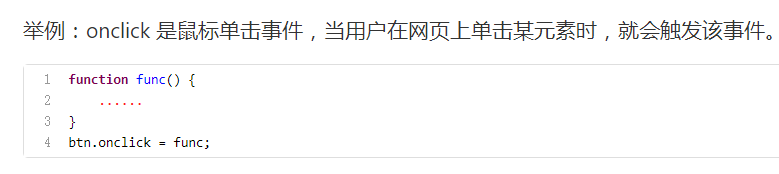 举例：onclick 是鼠标单击事件，当用户在网页上单击某元素时，就会触发该事件。
1 function func() {
2 ......
3 }
4 btn.onclick = func;